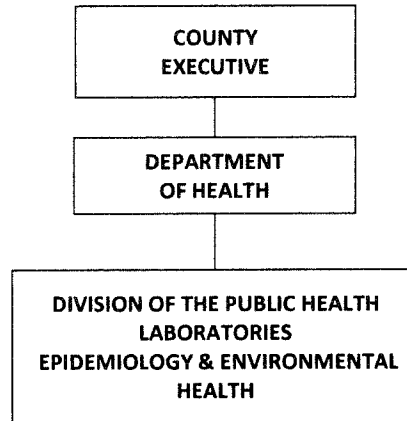 COUNTY
EXECUTIVE
DEPARTMENT
OF HEALTH
DIVISION OF THE PUBLIC HEALTH
LABORATORIES
EPIDEMIOLOGY & ENVIRONMENTAL
HEALTH